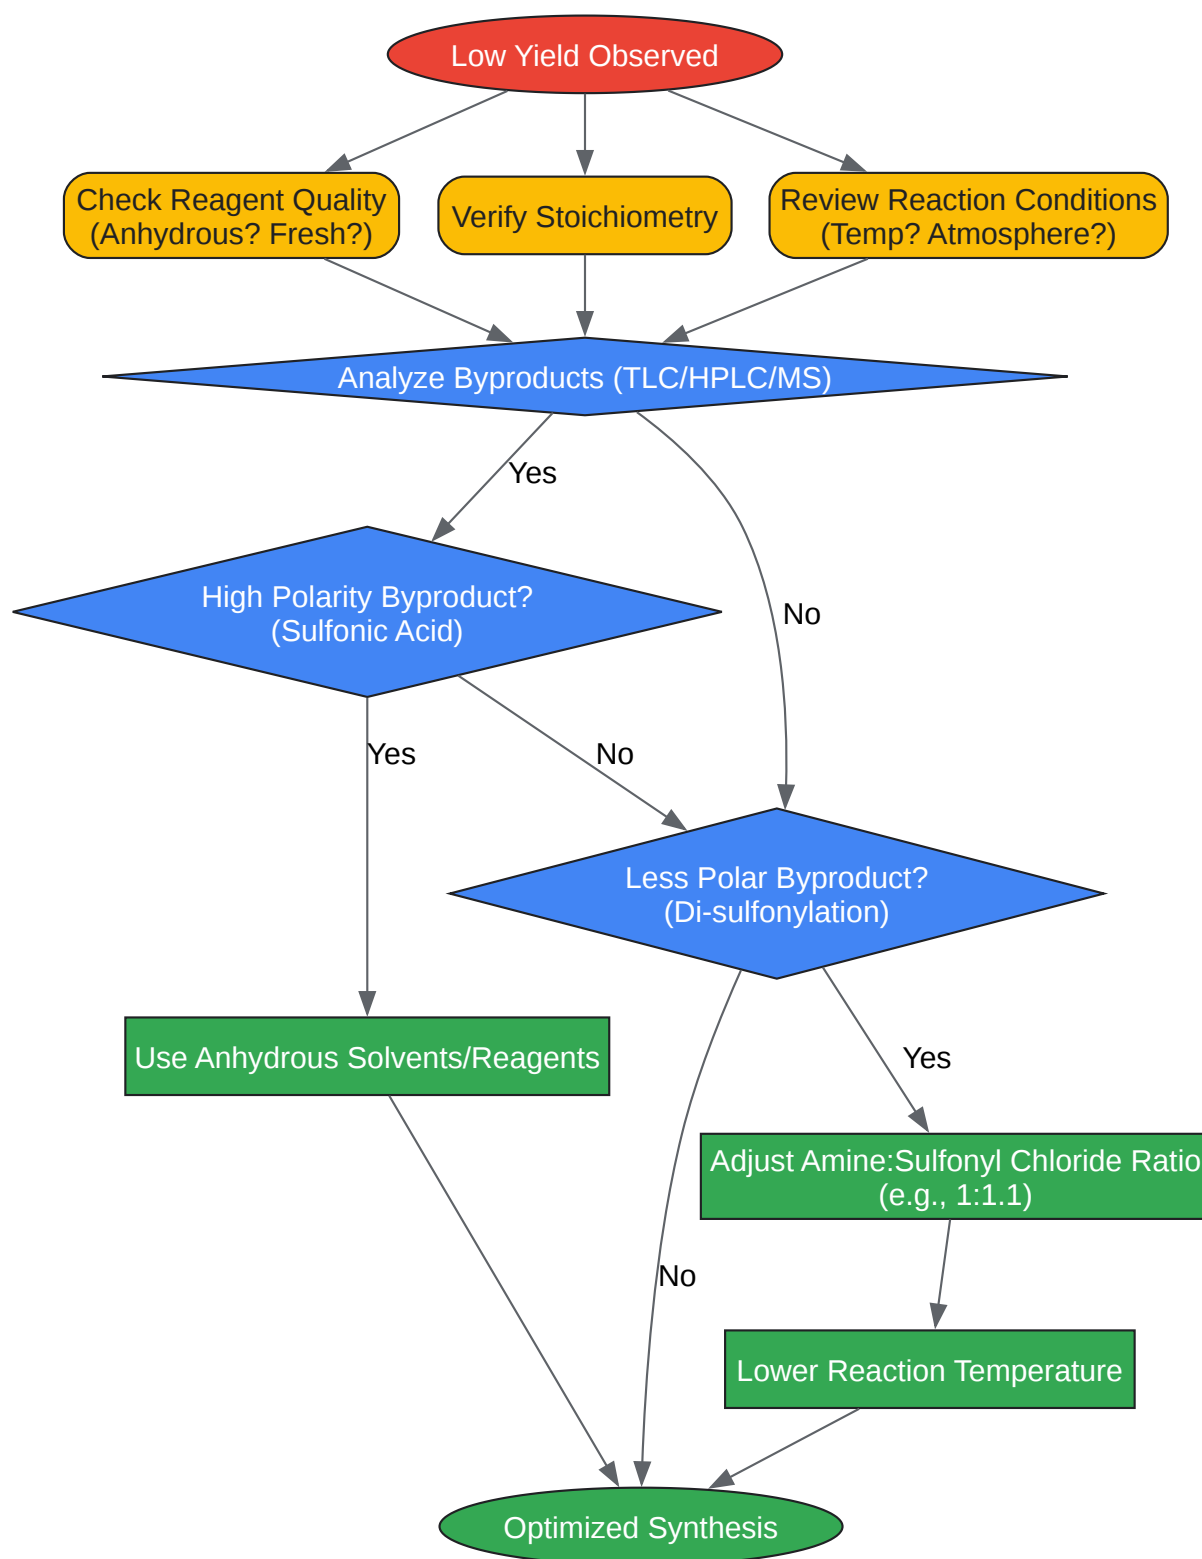 Low Yield Observed
Check Reagent Quality
(Anhydrous? Fresh?)
Verify Stoichiometry
Review Reaction Conditions
(Temp? Atmosphere?)
Analyze Byproducts (TLC/HPLC/MS)
Yes
High Polarity Byproduct?
(Sulfonic Acid)
No
Yes
No
Less Polar Byproduct?
(Di-sulfonylation)
Use Anhydrous Solvents/Reagents
Yes
Adjust Amine:Sulfonyl Chloride Ratio
(e.g., 1:1.1)
No
Lower Reaction Temperature
Optimized Synthesis